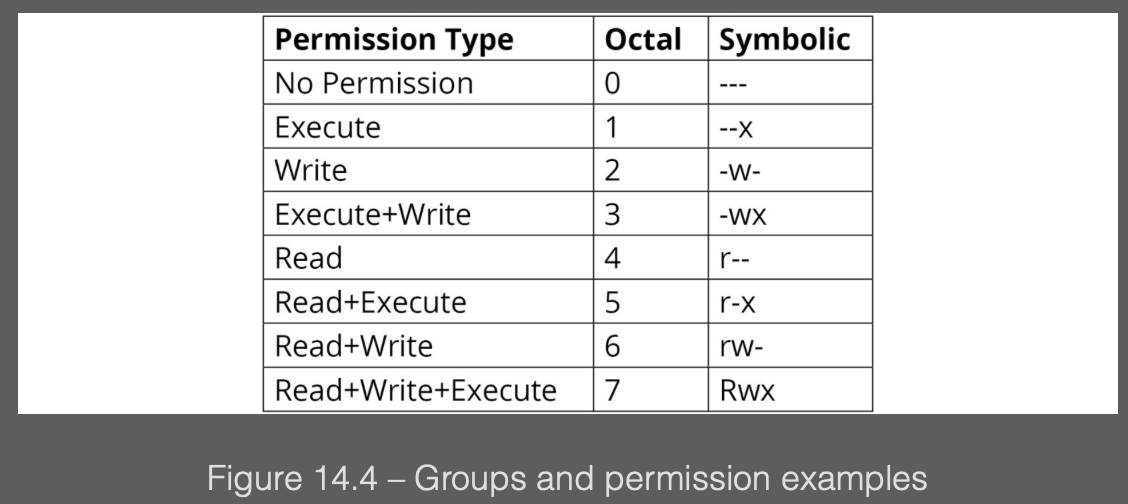 Permission Type Octal Symbolic
No Permission 0 ---
Execute 1 --x
Write 2 -w-
Execute+Write 3 -wx
Read 4 r--
Read+Execute 5 r-x
Read+Write 6 rw-
Read+Write+Execute 7 Rwx
Figure 14.4 – Groups and permission examples